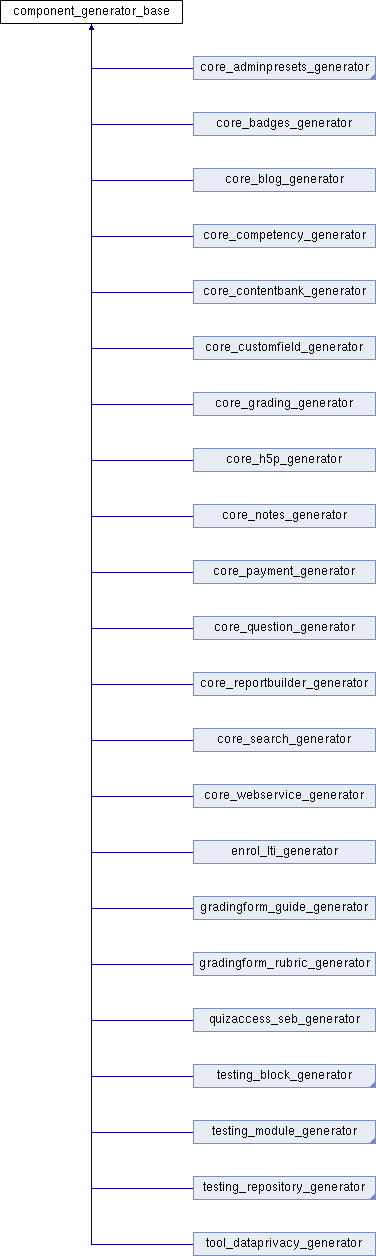 component_generator_base
core_adminpresets_generator
core_badges_generator
core_blog_generator
core_competency_generator
core_contentbank_generator
core_customfield_generator
core_grading_generator
core_h5p_generator
core_notes_generator
core_payment_generator
core_question_generator
core_reportbuilder_generator
core_search_generator
core_webservice_generator
enrol_lti_generator
gradingform_guide_generator
gradingform_rubric_generator
quizaccess_seb_generator
testing_block_generator
testing_module_generator
testing_repository_generator
tool_dataprivacy_generator